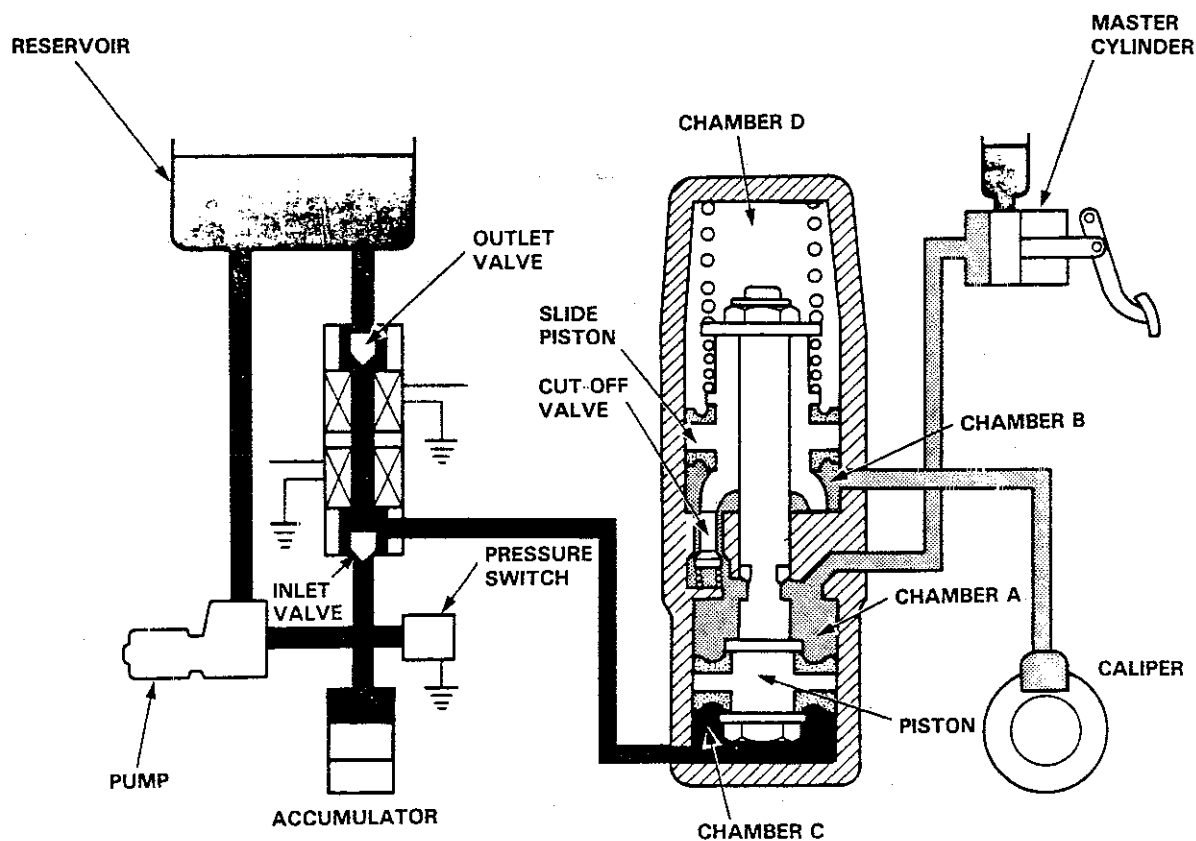 RESERVOIR
MASTER
CYLINDER
CHAMBER D
OUTLET
VALVE
SLIDE
PISTON
CUT-OFF
VALVE
CHAMBER B
PRESSURE
SWITCH
INLET
VALVE
CHAMBER A
CALIPER
PISTON
PUMP
ACCUMULATOR
CHAMBER C